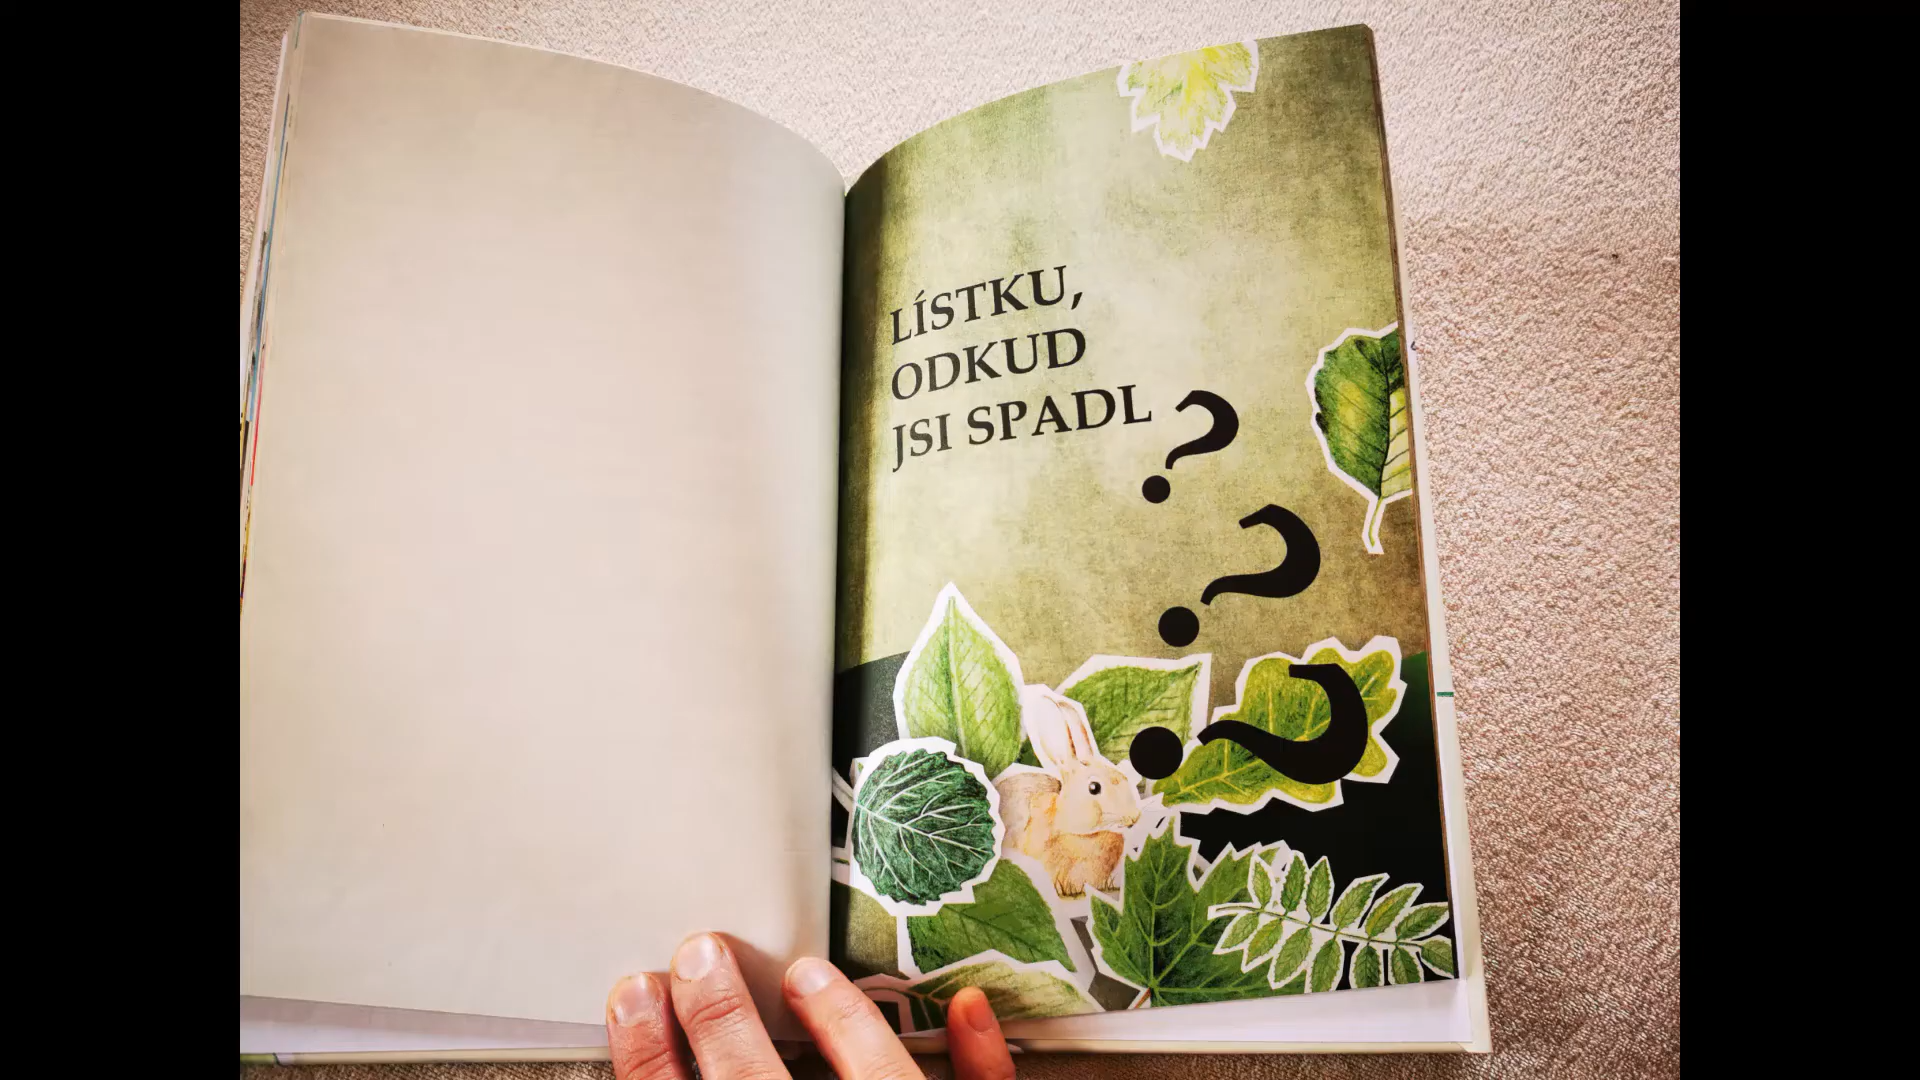 LÍSTKU,
ODKUD
JSI SPADL ?
?
?